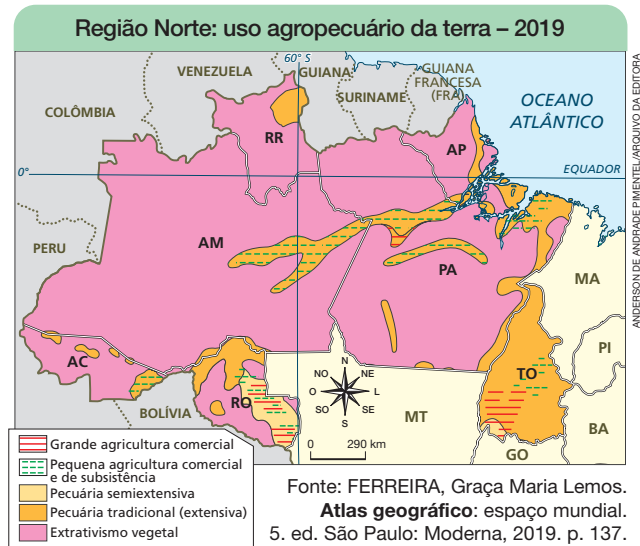 Região Norte: uso agropecuário da terra – 2019
60° S
VENEZUELA
GUIANA
GUIANA
FRANCESA
(FRA)
SURINAME
COLÔMBIA
OCEANO
ATLÂNTICO
RR
AP
0°
EQUADOR
PERU
AM
PA
MA
PI
AC
TO
BOLÍVIA
RO
N
NO
NE
O
L
SO
SE
S
MT
BA
GO
0
290 km
Grande agricultura comercial
Pequena agricultura comercial
e de subsistência
Pecuária semiextensiva
Pecuária tradicional (extensiva)
Extrativismo vegetal
Fonte: FERREIRA, Graça Maria Lemos.
Atlas geográfico: espaço mundial.
5. ed. São Paulo: Moderna, 2019. p. 137.
ANDERSON DE ANDRADE PIMENTEL/ARQUIVO DA EDITORA